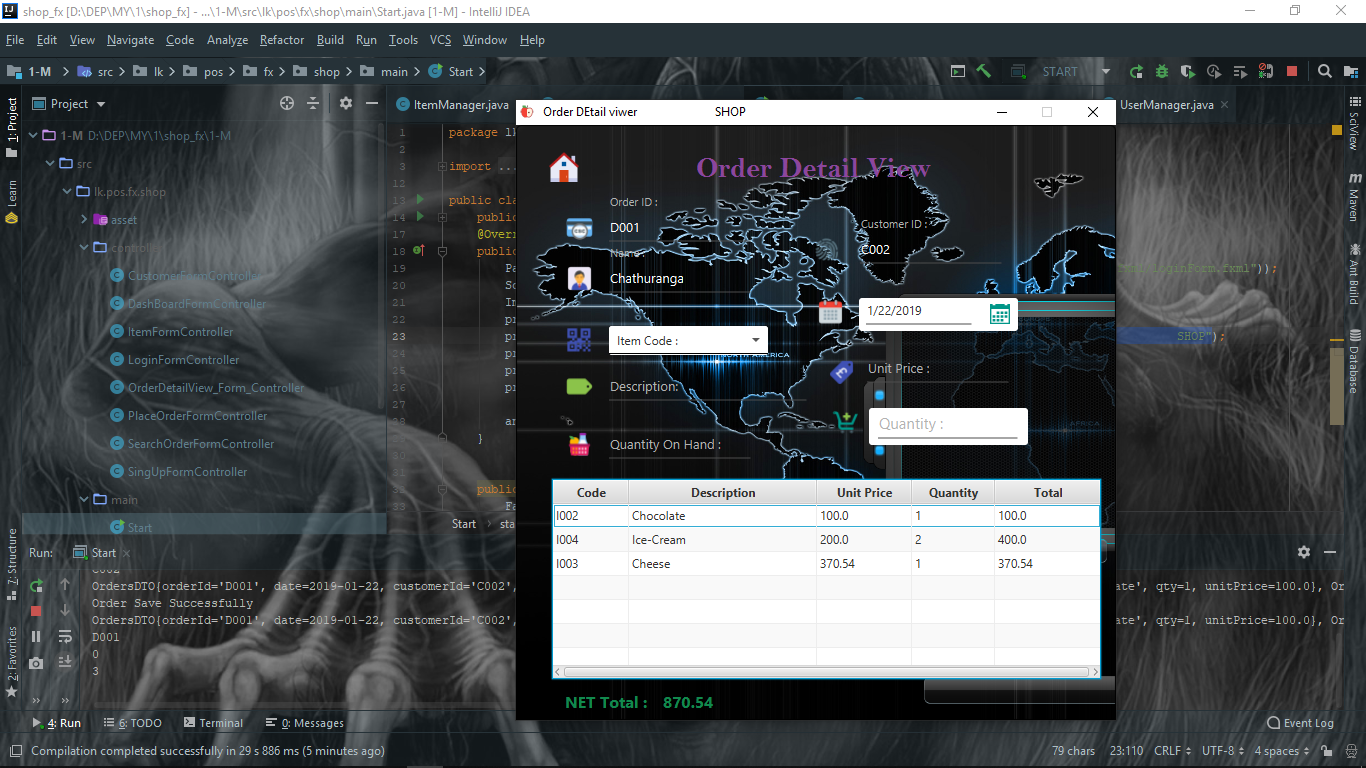 shop_fx [D:\DEP\MY\1\shop_fx] - ...\1-M\src\lk\pos\fx\shop\main\Start.java [1-M] - IntelliJ IDEA
File Edit View Navigate Code Analyze Refactor Build Run Tools VCS Window Help
1-M src lk pos fx shop main Start START
1: Project
Learn
7: Structure
2: Favorites
Project
1-M D:\DEP\MY\1\shop_fx\1-M
src
lk.pos.fx.shop
asset
CustomerFormController
DashBoardFormController
ItemFormController
LoginFormController
OrderDetailView_Form_Controller
PlaceOrderFormController
SearchOrderFormController
SingUpFormController
main
Start
ItemManager.java
UserManager.java
1 package lk
2
3 import ...
12
13 public cla
14 public
17 @Over
18 public
19 Pa
20 So
21 In
22 pr
23 pr
24 pr
25 pr
26 pr
27
28 an
}
public
33 Fa
LoginForm.fxml"));
SHOP");
Start sta
Order DEtail viwer SHOP
Order Detail View
Order ID :
D001
Customer ID :
C002
Name :
Chathuranga
1/22/2019
Item Code :
NORTH AMERICA
AFRICA
Unit Price :
Description:
Quantity :
Quantity On Hand :
Code Description Unit Price Quantity Total
I002 Chocolate 100.0 1 100.0
I004 Ice-Cream 200.0 2 400.0
I003 Cheese 370.54 1 370.54
NET Total : 870.54
SciView
Maven
Ant Build
Database
Run: Start
C002
OrdersDTO{orderId='D001', date=2019-01-22, customerId='C002', ate', qty=1, unitPrice=100.0}, Or
Order Save Successfully
OrdersDTO{orderId='D001', date=2019-01-22, customerId='C002', ate', qty=1, unitPrice=100.0}, Or
D001
0
3
4: Run 6: TODO Terminal 0: Messages Event Log
Compilation completed successfully in 29 s 886 ms (5 minutes ago) 79 chars 23:110 CRLF UTF-8 4 spaces